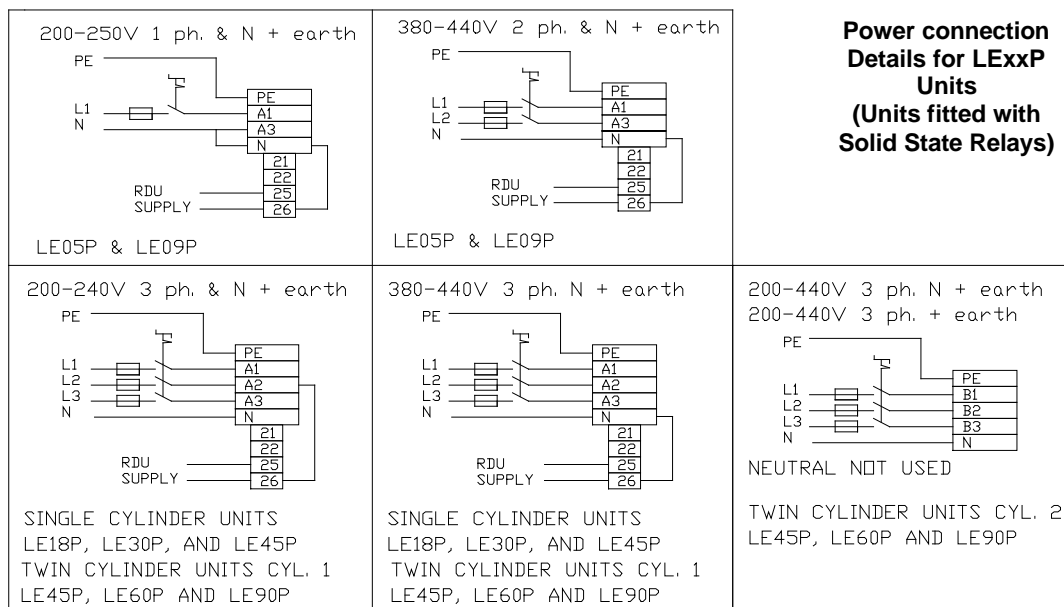 200-250V 1 ph. & N + earth
PE
L1
N
PE
A1
A3
N
21
22
25
26
RDU
SUPPLY
LE05P & LE09P
380-440V 2 ph. & N + earth
PE
L1
L2
N
PE
A1
A3
N
21
22
25
26
RDU
SUPPLY
LE05P & LE09P
Power connection
Details for LExxP
Units
(Units fitted with
Solid State Relays)
200-240V 3 ph. & N + earth
PE
L1
L2
L3
N
PE
A1
A2
A3
N
21
22
25
26
RDU
SUPPLY
SINGLE CYLINDER UNITS
LE18P, LE30P, AND LE45P
TWIN CYLINDER UNITS CYL. 1
LE45P, LE60P AND LE90P
380-440V 3 ph. N + earth
PE
L1
L2
L3
N
PE
A1
A2
A3
N
21
22
25
26
RDU
SUPPLY
SINGLE CYLINDER UNITS
LE18P, LE30P, AND LE45P
TWIN CYLINDER UNITS CYL. 1
LE45P, LE60P AND LE90P
200-440V 3 ph. N + earth
200-440V 3 ph. + earth
PE
L1
L2
L3
N
PE
B1
B2
B3
N
NEUTRAL NOT USED
TWIN CYLINDER UNITS CYL. 2
LE45P, LE60P AND LE90P